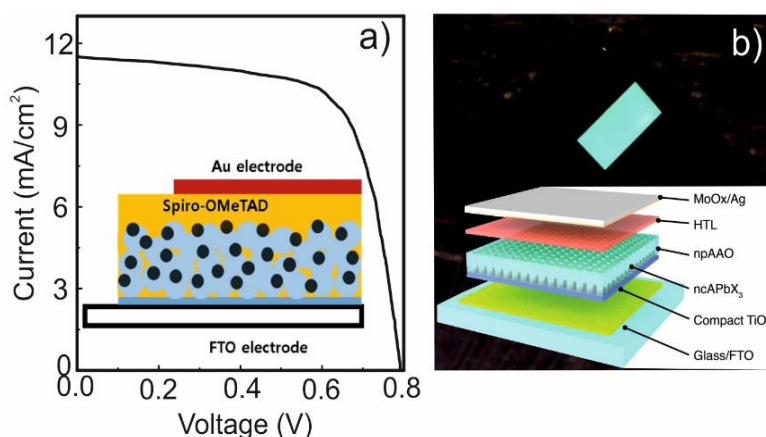 a)
12
9
6
3
0
Current (mA/cm²)
0.0 0.2 0.4 0.6 0.8
Voltage (V)
Au electrode
Spiro-OMeTAD
FTO electrode
b)
MoOx/Ag
HTL
npAAO
ncAPbX₃
Compact TiO
Glass/FTO